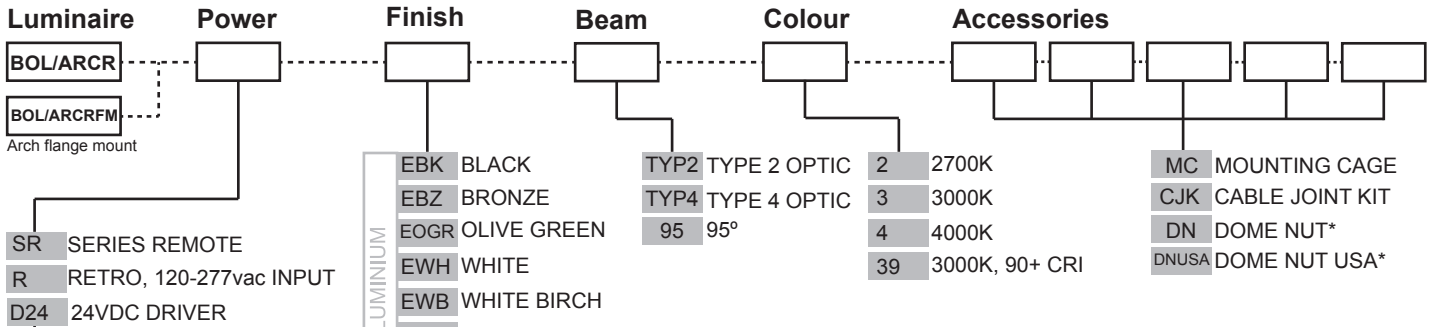 Luminaire Power Finish Beam Colour Accessories
BOL/ARCR
BOL/ARCRFM
Arch flange mount
SR SERIES REMOTE
R RETRO, 120-277vac INPUT
D24 24VDC DRIVER
EBK BLACK
EBZ BRONZE
EOGR OLIVE GREEN
EWH WHITE
EWB WHITE BIRCH
TYP2 TYPE 2 OPTIC
TYP4 TYPE 4 OPTIC
95 95º
2 2700K
3 3000K
4 4000K
39 3000K, 90+ CRI
MC MOUNTING CAGE
CJK CABLE JOINT KIT
DN DOME NUT*
DNUSA DOME NUT USA*